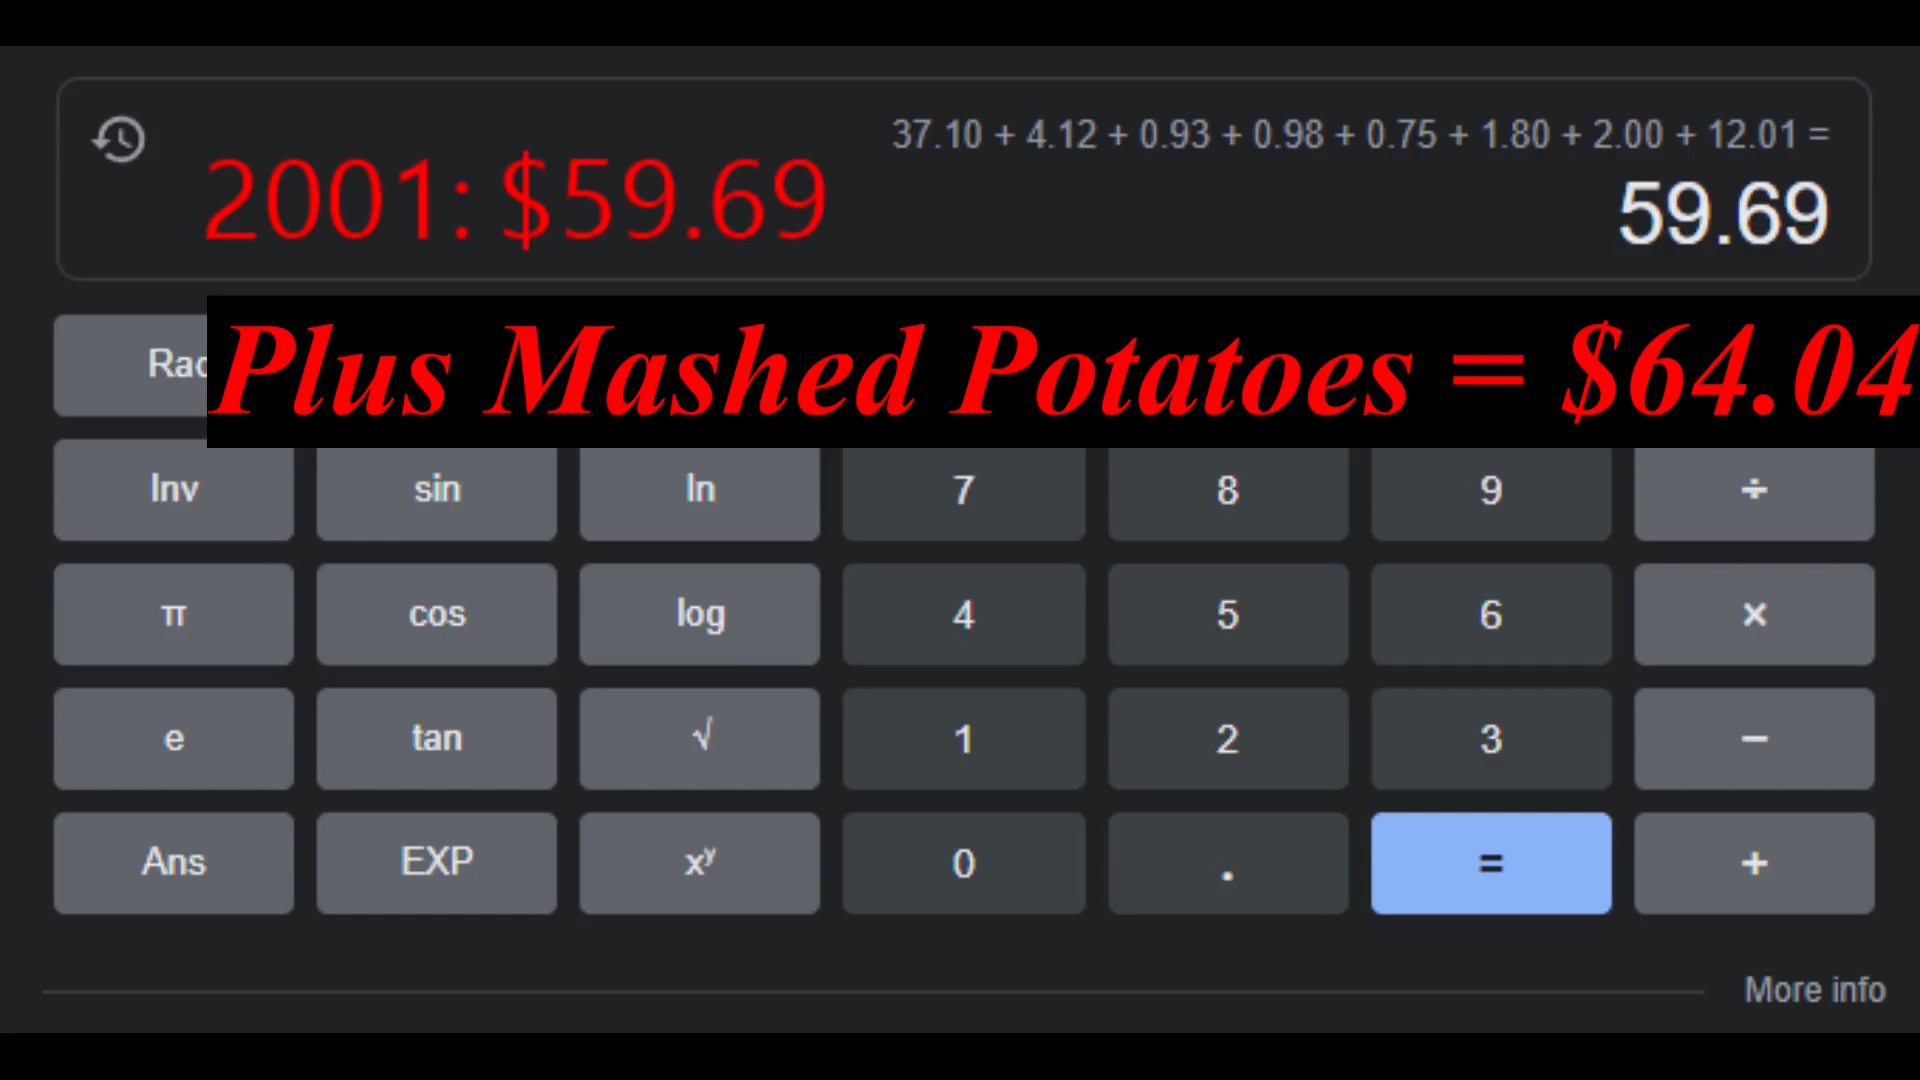 37.10 + 4.12 + 0.93 + 0.98 + 0.75 + 1.80 + 2.00 + 12.01 =
2001: $59.69
59.69
Plus Mashed Potatoes = $64.04
Rad
Inv sin ln 7 8 9 ÷
π cos log 4 5 6 ×
e tan √ 1 2 3 −
Ans EXP xʸ 0 . = +
More info